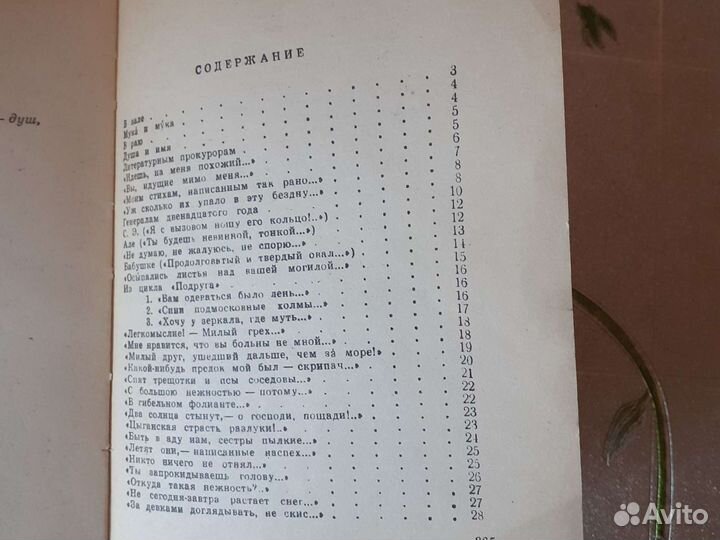 — душ,
СОДЕРЖАНИЕ
В зале . . . . . . 3
Мукá и мýка . . . . . . 4
В раю . . . . . . 4
Душа и имя . . . . . . 5
Литературным прокурорам . . . . . . 5
«Идешь, на меня похожий...» . . . . . . 6
«Вы, идущие мимо меня...» . . . . . . 7
«Моим стихам, написанным так рано...» . . . . . . 8
«Уж сколько их упало в эту бездну...» . . . . . . 8
Генералам двенадцатого года . . . . . . 10
С. Э. («Я с вызовом ношу его кольцо!..») . . . . . . 12
Але («Ты будешь невинной, тонкой...») . . . . . . 12
«Не думаю, не жалуюсь, не спорю...» . . . . . . 13
Бабушке («Продолговатый и твердый овал...») . . . . . . 14
«Осыпались листья над вашей могилой...» . . . . . . 15
Из цикла «Подруга» . . . . . . 16
1. «Вам одеваться было лень...» . . . . . . 16
2. «Сини подмосковные холмы...» . . . . . . 16
3. «Хочу у зеркала, где муть...» . . . . . . 17
«Легкомыслие! — Милый грех...» . . . . . . 18
«Мне нравится, что вы больны не мной...» . . . . . . 18
«Милый друг, ушедший дальше, чем зá море!» . . . . . . 19
«Какой-нибудь предок мой был — скрипач...» . . . . . . 20
«Спят трещотки и псы соседовы...» . . . . . . 21
«С большою нежностью — потому...» . . . . . . 22
«В гибельном фолианте...» . . . . . . 22
«Два солнца стынут, — о господи, пощади!..» . . . . . . 23
«Цыганская страсть разлуки!..» . . . . . . 23
«Быть в аду нам, сестры пылкие...» . . . . . . 24
«Летят они, — написанные наспех...» . . . . . . 25
«Никто ничего не отнял...» . . . . . . 25
«Ты запрокидываешь голову...» . . . . . . 26
«Откуда такая нежность?..» . . . . . . 27
«Не сегодня-завтра растает снег...» . . . . . . 27
«За девками доглядывать, не скис...» . . . . . . 28
Avito